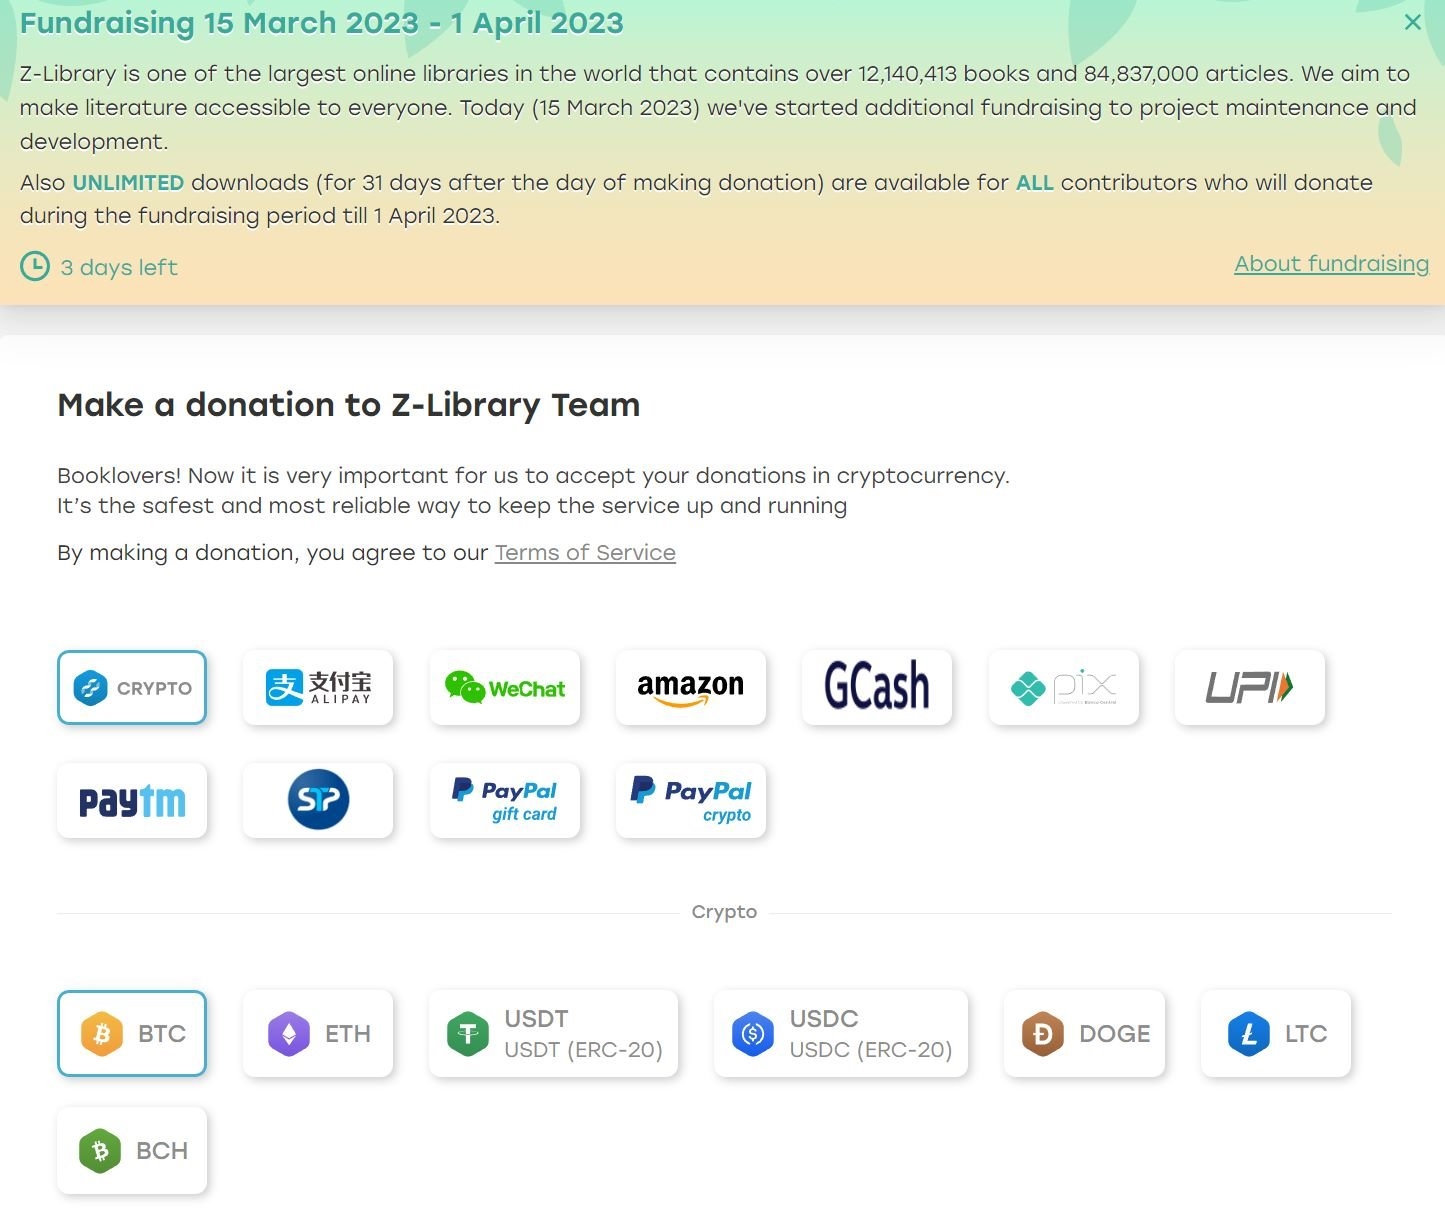 Fundraising 15 March 2023 - 1 April 2023
Z-Library is one of the largest online libraries in the world that contains over 12,140,413 books and 84,837,000 articles. We aim to
make literature accessible to everyone. Today (15 March 2023) we've started additional fundraising to project maintenance and
development.
Also UNLIMITED downloads (for 31 days after the day of making donation) are available for ALL contributors who will donate
during the fundraising period till 1 April 2023.
3 days left
About fundraising
Make a donation to Z-Library Team
Booklovers! Now it is very important for us to accept your donations in cryptocurrency.
It’s the safest and most reliable way to keep the service up and running
By making a donation, you agree to our Terms of Service
CRYPTO
支 支付宝
ALIPAY
WeChat
amazon
GCash
pix
powered by Banco Central
UPI
paytm
STP
PayPal
gift card
PayPal
crypto
Crypto
BTC
ETH
USDT
USDT (ERC-20)
USDC
USDC (ERC-20)
DOGE
LTC
BCH